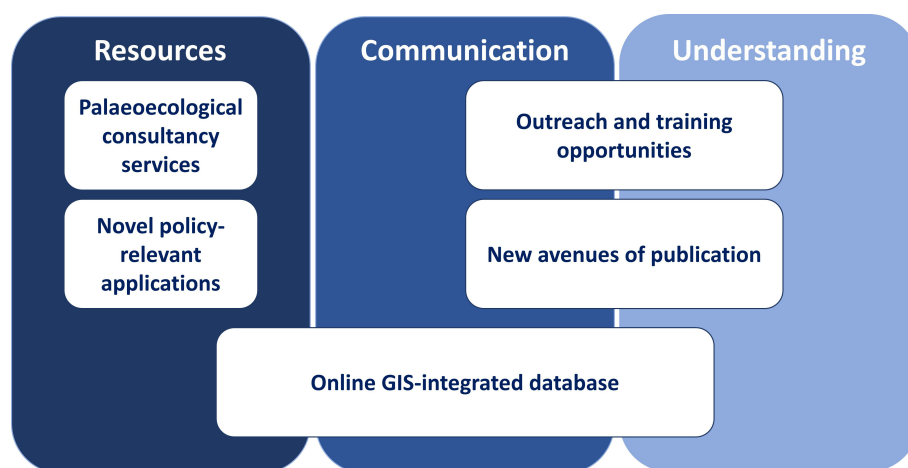 Resources
Communication
Understanding
Palaeoecological
consultancy
services
Outreach and training
opportunities
Novel policy-
relevant
applications
New avenues of publication
Online GIS-integrated database